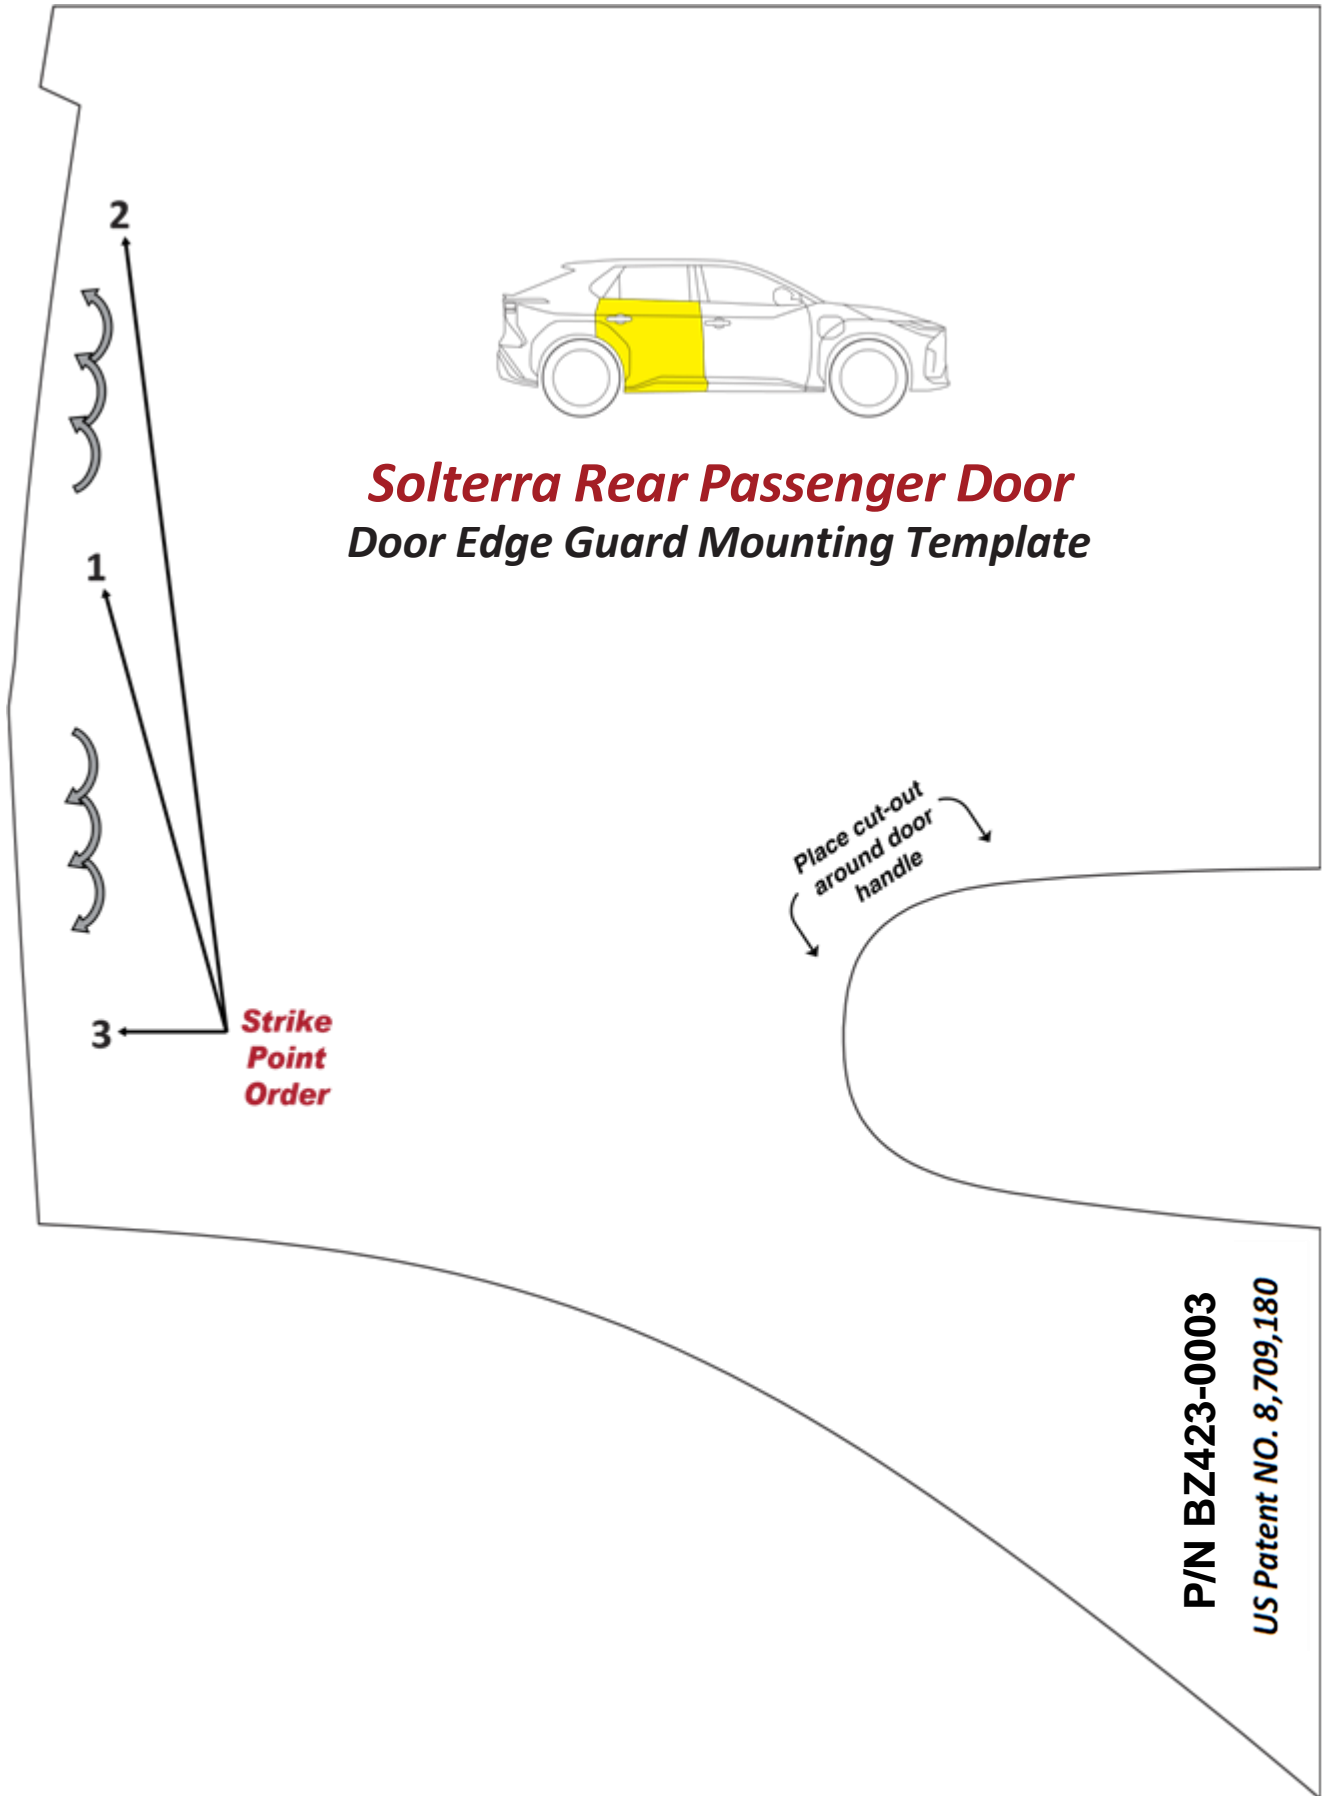 2
Solterra Rear Passenger Door
Door Edge Guard Mounting Template
1
Place cut-out
around door
handle
3
Strike
Point
Order
P/N BZ423-0003
US Patent NO. 8,709,180